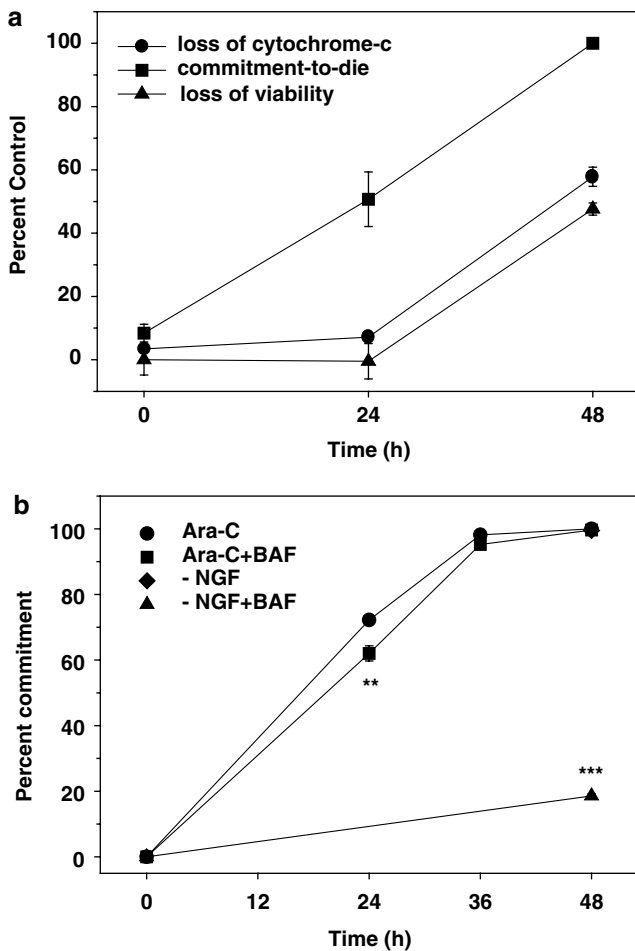 a
loss of cytochrome-c
commitment-to-die
loss of viability
Percent Control
100
80
60
40
20
0
0 24 48
Time (h)
b
Ara-C
Ara-C+BAF
- NGF
- NGF+BAF
Percent commitment
100
80
60
40
20
0
**
***
0 12 24 36 48
Time (h)